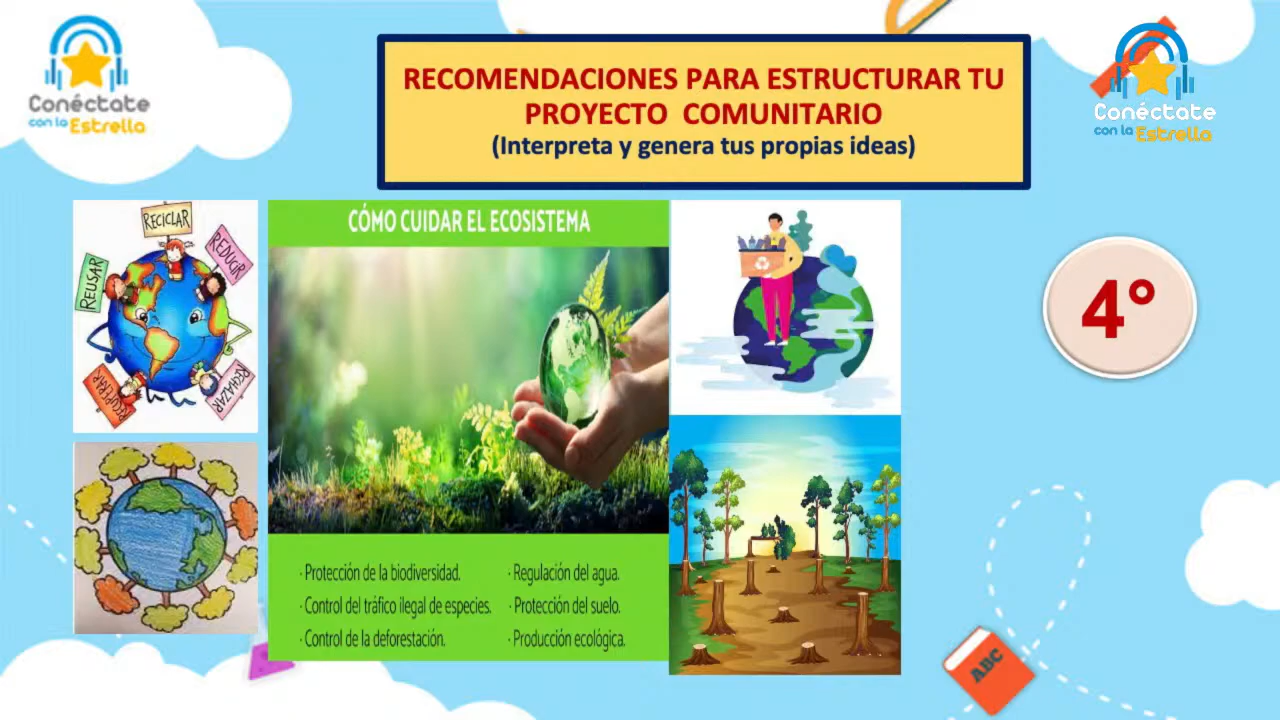 Conéctate
con la Estrella
RECOMENDACIONES PARA ESTRUCTURAR TU
PROYECTO COMUNITARIO
(Interpreta y genera tus propias ideas)
Conéctate
con la Estrella
RECICLAR
REDUCIR
REUSAR
RECUPERAR
RECHAZAR
CÓMO CUIDAR EL ECOSISTEMA
· Protección de la biodiversidad.
· Control del tráfico ilegal de especies.
· Control de la deforestación.
· Regulación del agua.
· Protección del suelo.
· Producción ecológica.
4°
ABC